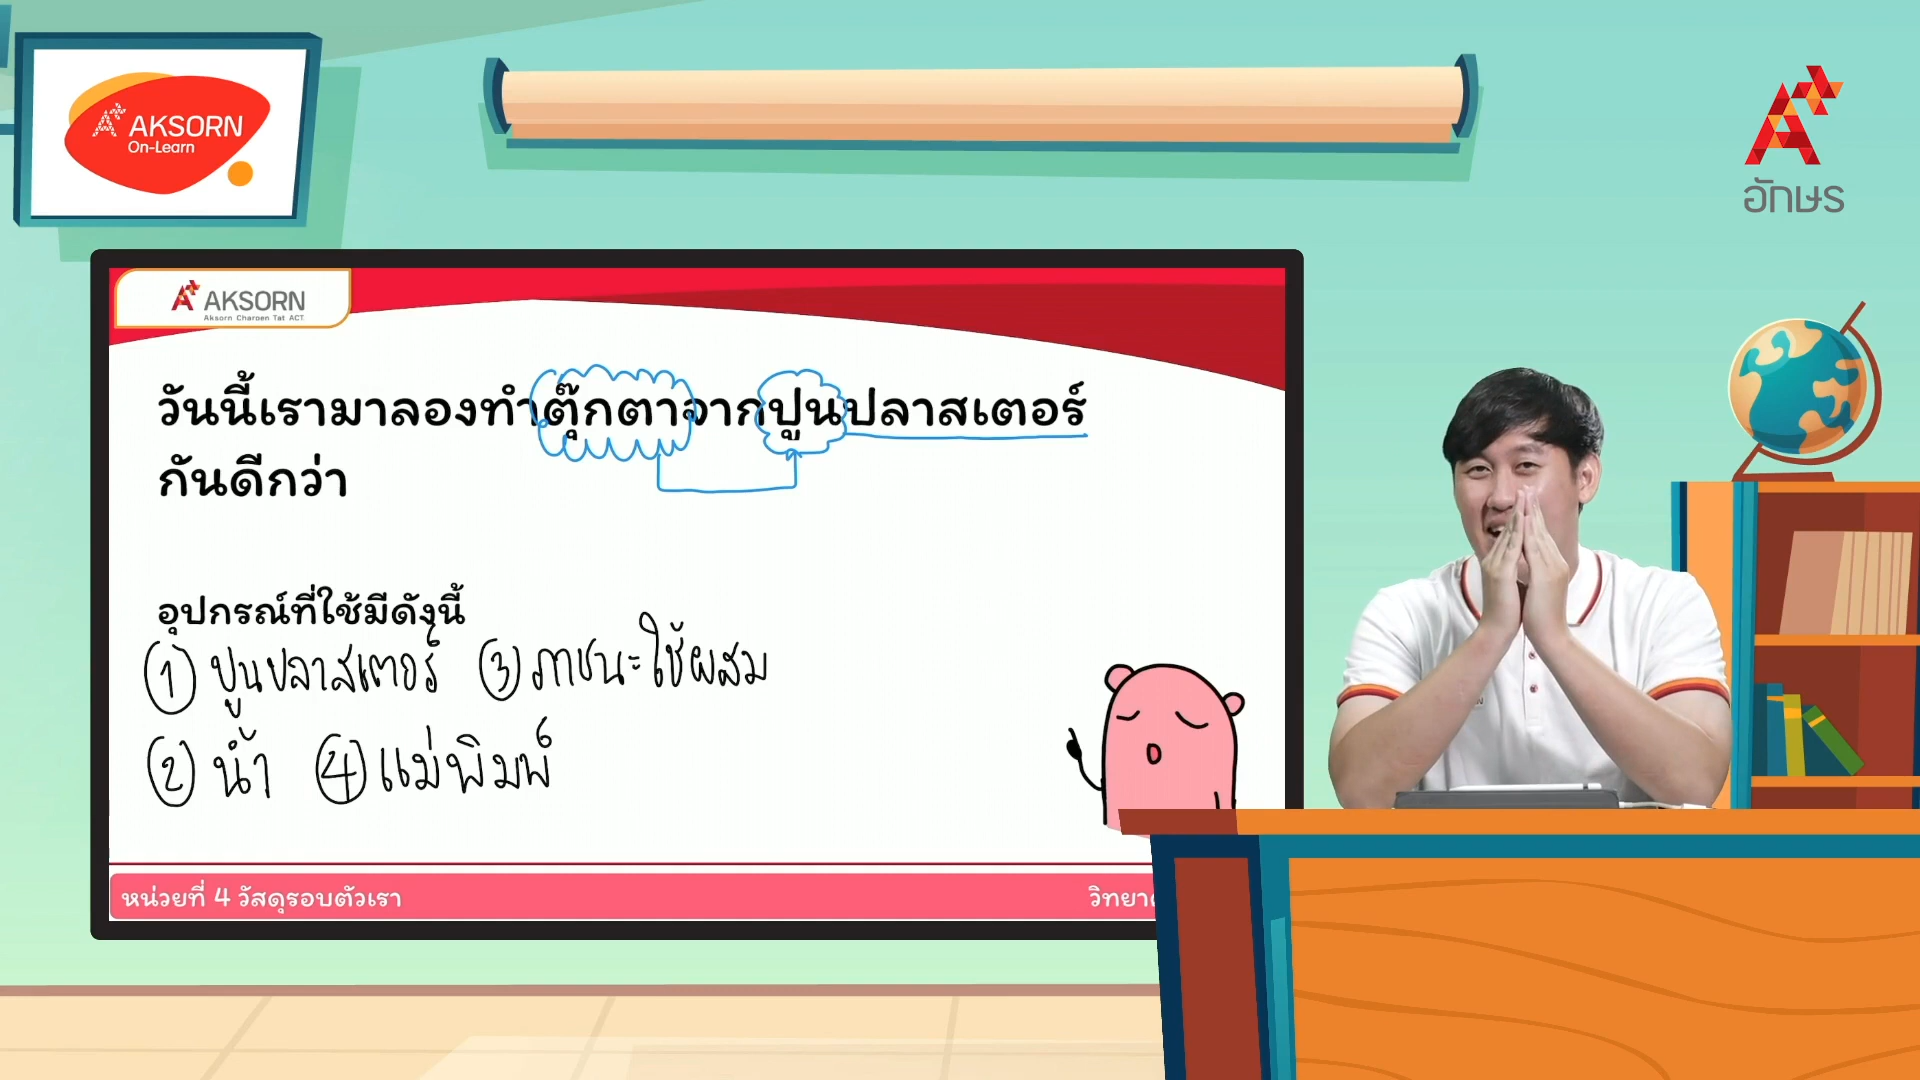 AKSORN
On-Learn
อักษร
AKSORN
Aksorn Charoen Tat ACT
วันนี้เรามาลองทำตุ๊กตาจากปูนปลาสเตอร์
กันดีกว่า
อุปกรณ์ที่ใช้มีดังนี้
① ปูนปลาสเตอร์ ③ ภาชนะใช้ผสม
② น้ำ ④ แม่พิมพ์
หน่วยที่ 4 วัสดุรอบตัวเรา
วิทยา